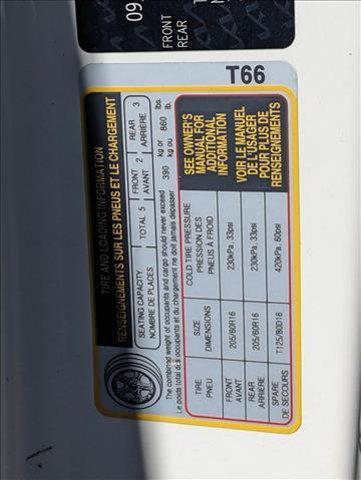 09/
FRONT
REAR
T66
TIRE AND LOADING INFORMATION
RENSEIGNEMENTS SUR LES PNEUS ET LE CHARGEMENT
SEATING CAPACITY TOTAL 5 FRONT 2 REAR 3
NOMBRE DE PLACES AVANT ARRIÈRE
The combined weight of occupants and cargo should never exceed 390 kg or 860 lbs.
Le poids total des occupants et du chargement ne doit jamais dépasser kg ou lb.
TIRE SIZE COLD TIRE PRESSURE
PNEU DIMENSIONS PRESSION DES
PNEUS À FROID
FRONT 205/60R16 230kPa, 33psi
AVANT
REAR 205/60R16 230kPa, 33psi
ARRIÈRE
SPARE T125/80D16 420kPa, 60psi
DE SECOURS
SEE OWNER'S
MANUAL FOR
ADDITIONAL
INFORMATION
VOIR LE MANUEL
DE L'USAGER
POUR PLUS DE
RENSEIGNEMENTS